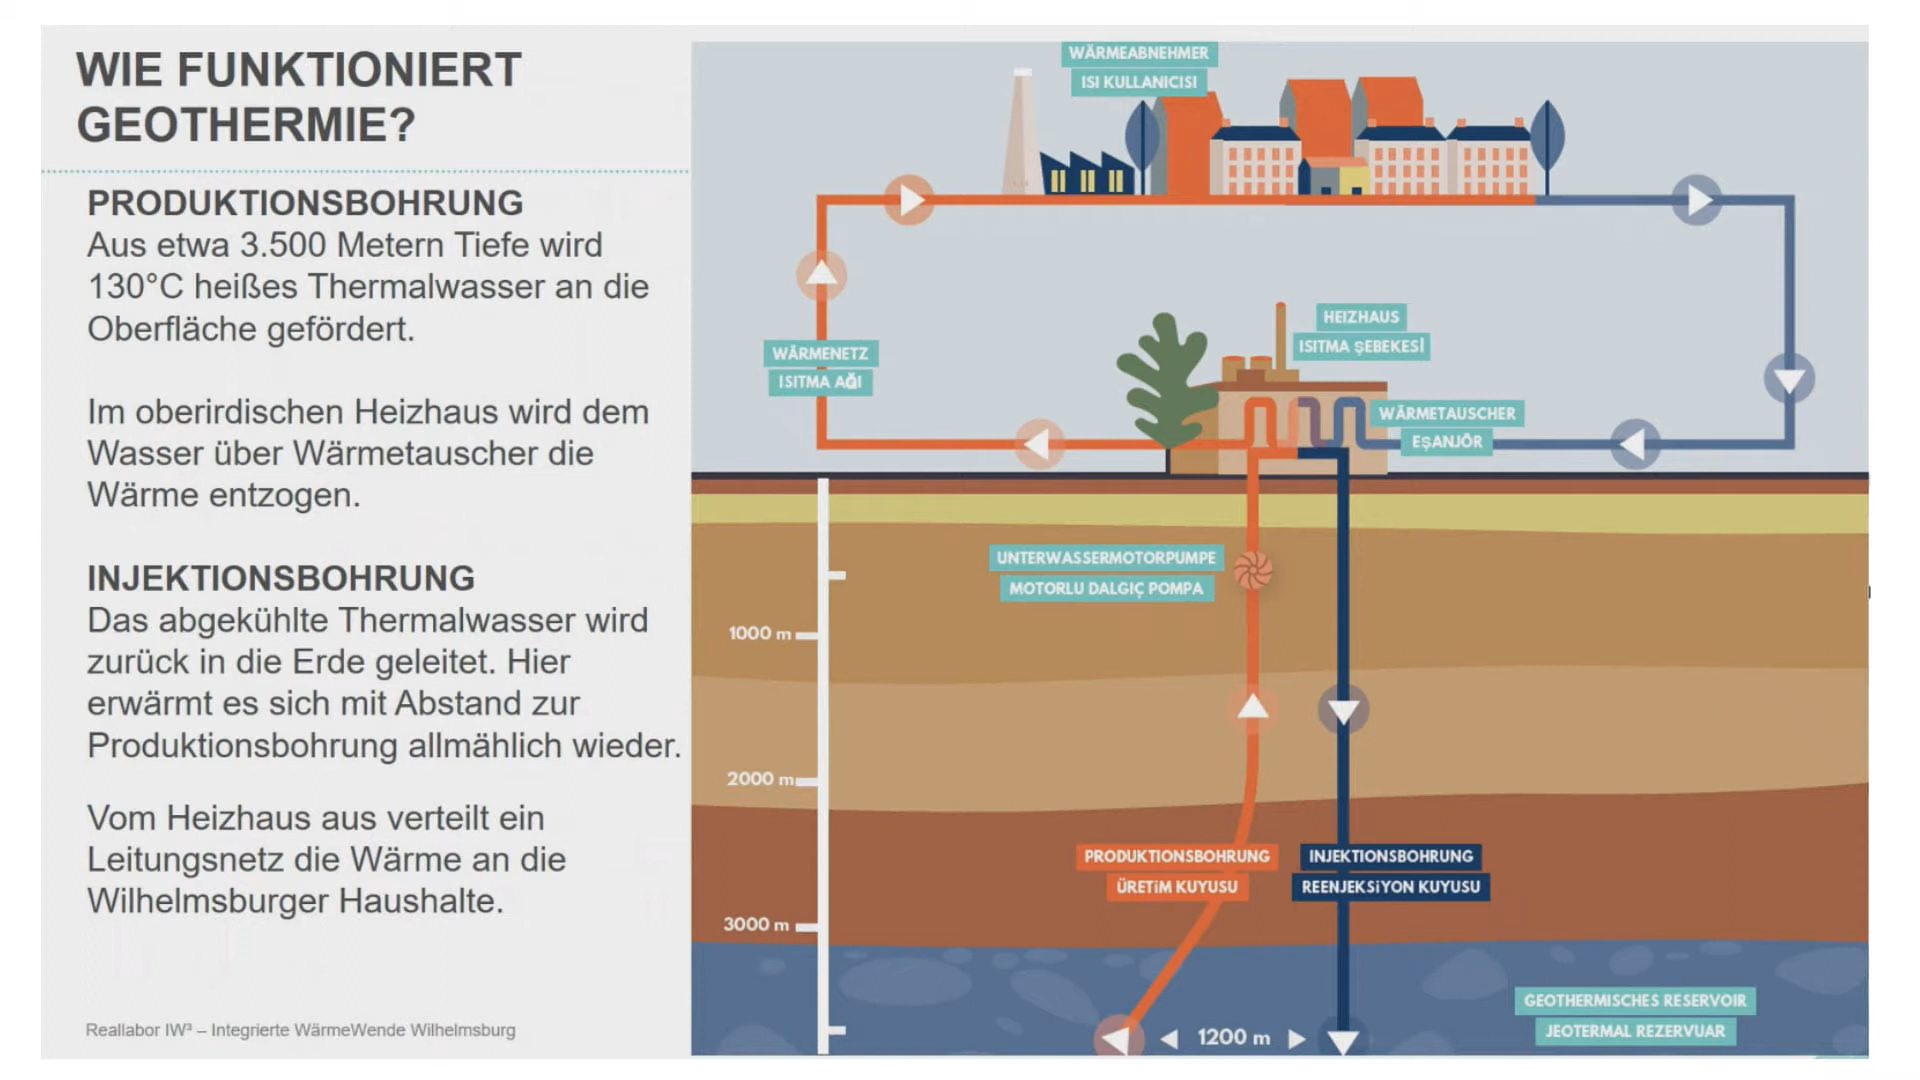 WIE FUNKTIONIERT
GEOTHERMIE?
PRODUKTIONSBOHRUNG
Aus etwa 3.500 Metern Tiefe wird
130°C heißes Thermalwasser an die
Oberfläche gefördert.
Im oberirdischen Heizhaus wird dem
Wasser über Wärmetauscher die
Wärme entzogen.
INJEKTIONSBOHRUNG
Das abgekühlte Thermalwasser wird
zurück in die Erde geleitet. Hier
erwärmt es sich mit Abstand zur
Produktionsbohrung allmählich wieder.
Vom Heizhaus aus verteilt ein
Leitungsnetz die Wärme an die
Wilhelmsburger Haushalte.
Reallabor IW³ – Integrierte WärmeWende Wilhelmsburg
WÄRMEABNEHMER
ISI KULLANICISI
HEIZHAUS
ISITMA ŞEBEKESİ
WÄRMENETZ
ISITMA AĞI
WÄRMETAUSCHER
EŞANJÖR
UNTERWASSERMOTORPUMPE
MOTORLU DALGIÇ POMPA
1000 m
2000 m
PRODUKTIONSBOHRUNG
ÜRETİM KUYUSU
INJEKTIONSBOHRUNG
REENJEKSİYON KUYUSU
3000 m
GEOTHERMISCHES RESERVOIR
JEOTERMAL REZERVUAR
1200 m